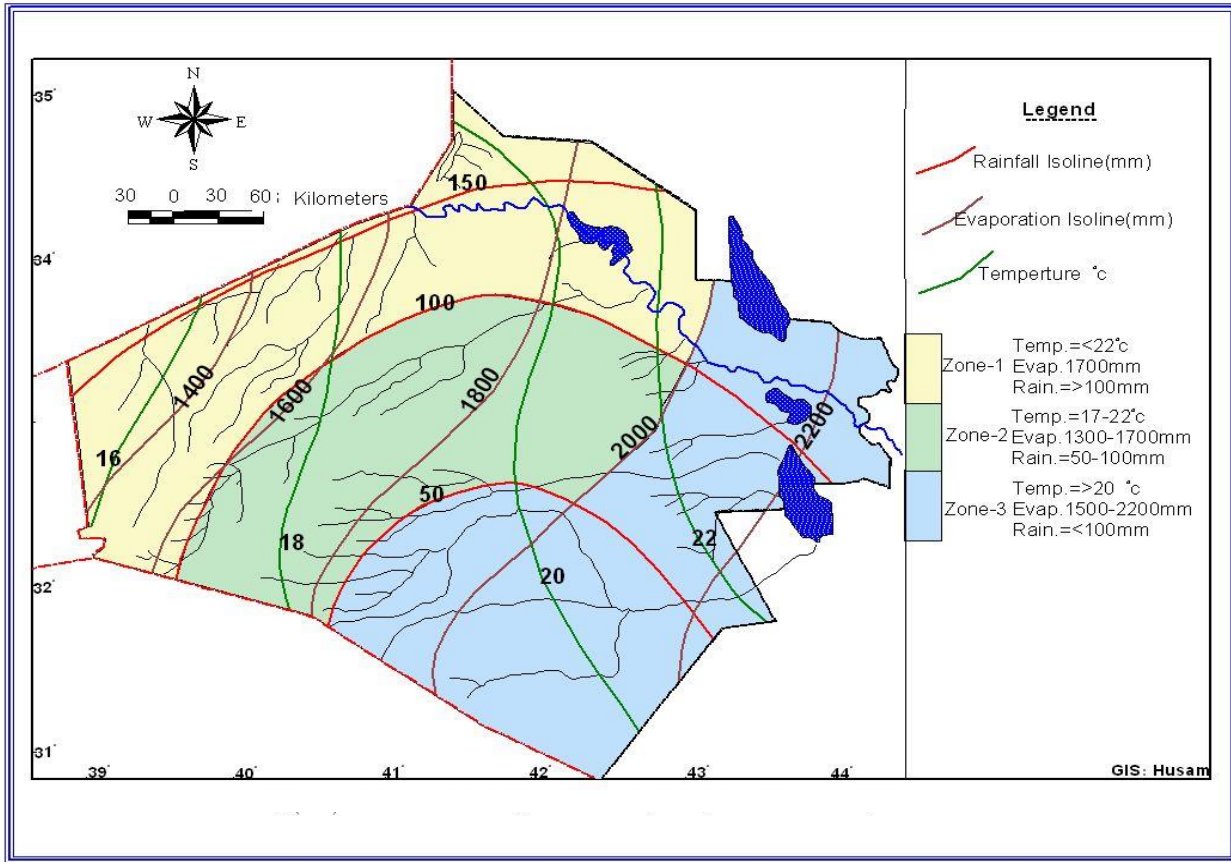 N
W E
S
30 0 30 60 ; Kilometers
35°
34°
32°
31°
39°
40°
41°
42°
43°
44°
150
100
50
1400
1600
1800
2000
2200
16
18
20
22
Legend
Rainfall Isoline(mm)
Evaporation Isoline(mm)
Temperture °c
Zone-1
Temp.=<22°c
Evap.1700mm
Rain.=>100mm
Zone-2
Temp.=17-22°c
Evap.1300-1700mm
Rain.=50-100mm
Zone-3
Temp.=>20 °c
Evap.1500-2200mm
Rain.=<100mm
GIS: Husam